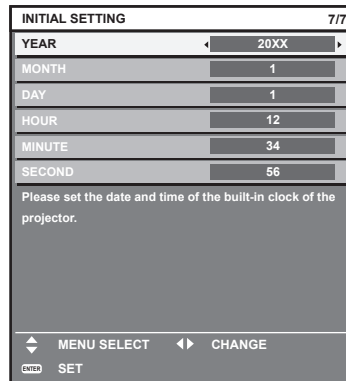 INITIAL SETTING 7/7
YEAR 20XX
MONTH 1
DAY 1
HOUR 12
MINUTE 34
SECOND 56
Please set the date and time of the built-in clock of the
projector.
MENU SELECT CHANGE
ENTER SET